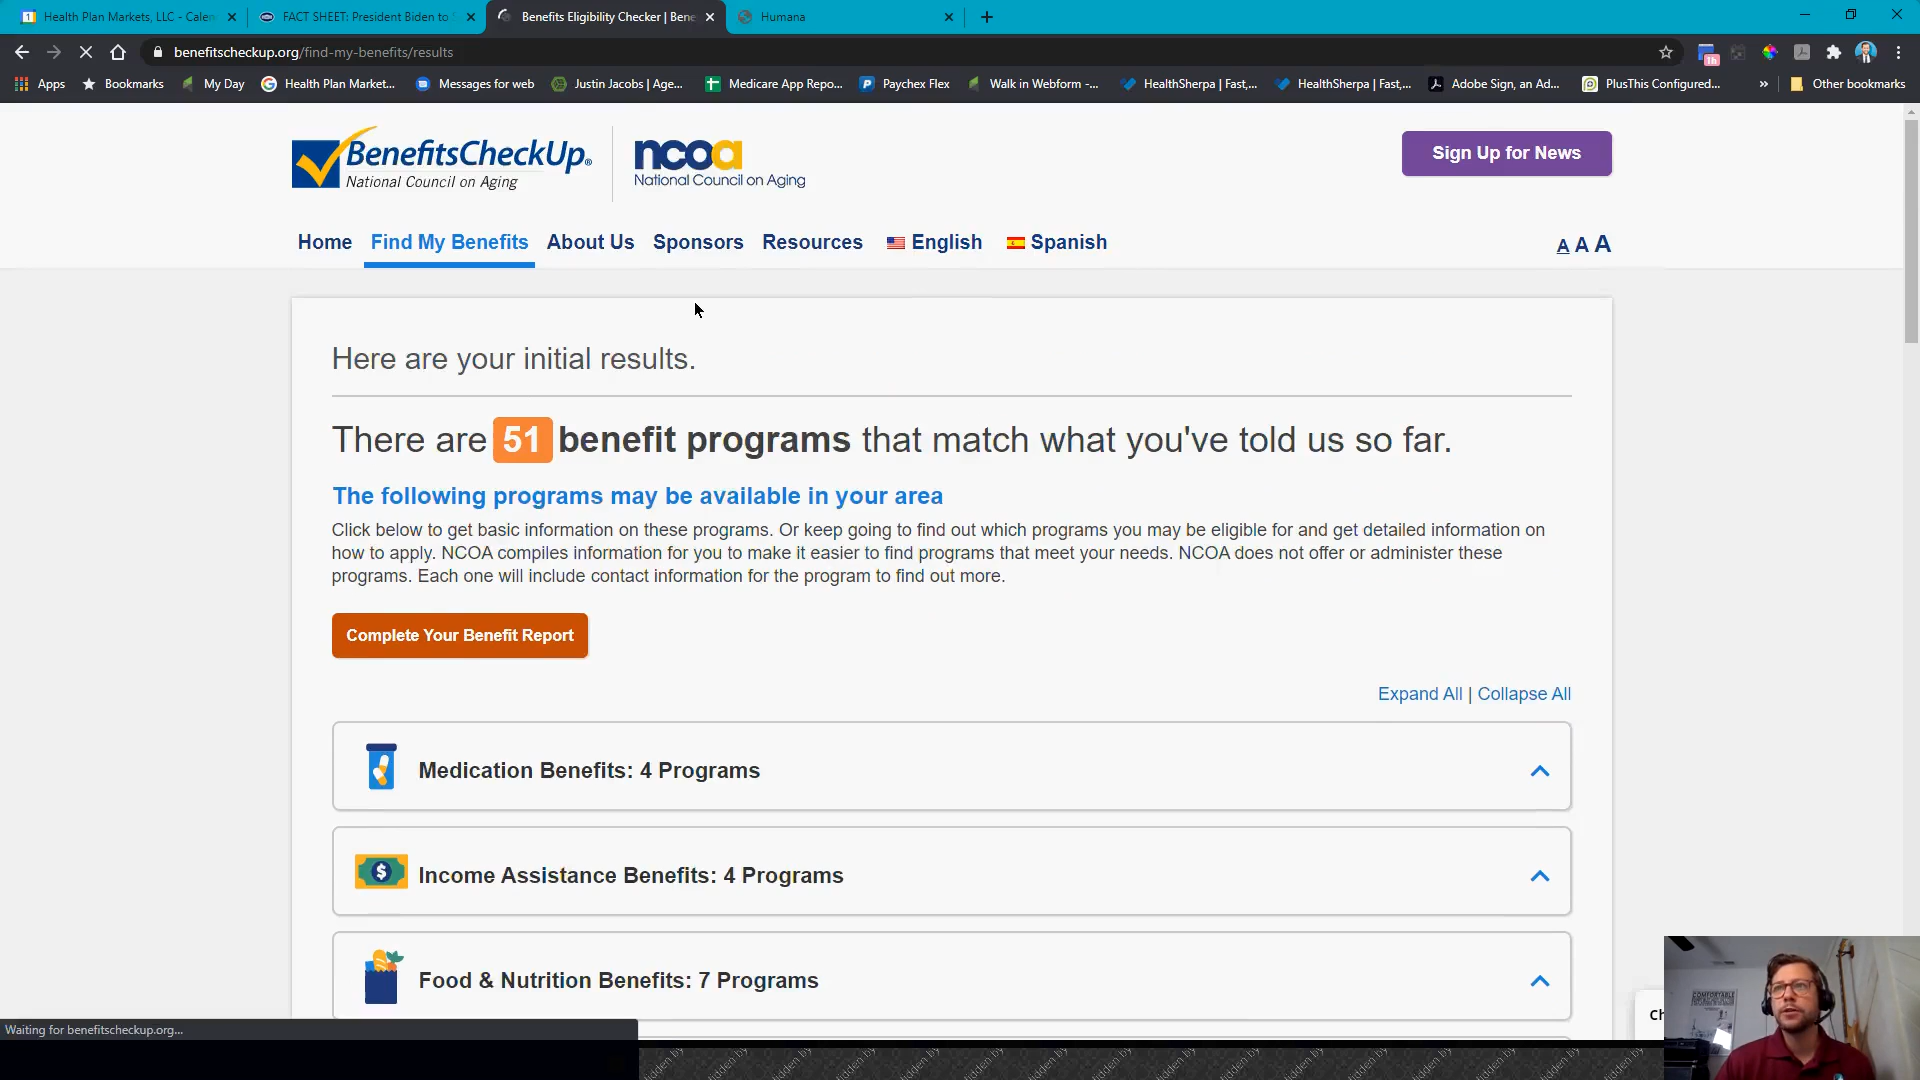 Health Plan Markets, LLC - Calen
FACT SHEET: President Biden to
Benefits Eligibility Checker | Bene
Humana
benefitscheckup.org/find-my-benefits/results
Apps
Bookmarks
My Day
Health Plan Market...
Messages for web
Justin Jacobs | Age...
Medicare App Repo...
Paychex Flex
Walk in Webform -...
HealthSherpa | Fast,...
HealthSherpa | Fast,...
Adobe Sign, an Ad...
PlusThis Configured...
»
Other bookmarks
BenefitsCheckUp®
National Council on Aging
ncoa
National Council on Aging
Sign Up for News
Home
Find My Benefits
About Us
Sponsors
Resources
English
Spanish
A A A
Here are your initial results.
There are 51 benefit programs that match what you've told us so far.
The following programs may be available in your area
Click below to get basic information on these programs. Or keep going to find out which programs you may be eligible for and get detailed information on
how to apply. NCOA compiles information for you to make it easier to find programs that meet your needs. NCOA does not offer or administer these
programs. Each one will include contact information for the program to find out more.
Complete Your Benefit Report
Expand All | Collapse All
Medication Benefits: 4 Programs
Income Assistance Benefits: 4 Programs
Food & Nutrition Benefits: 7 Programs
Ch
COMFORTABLE
Waiting for benefitscheckup.org...